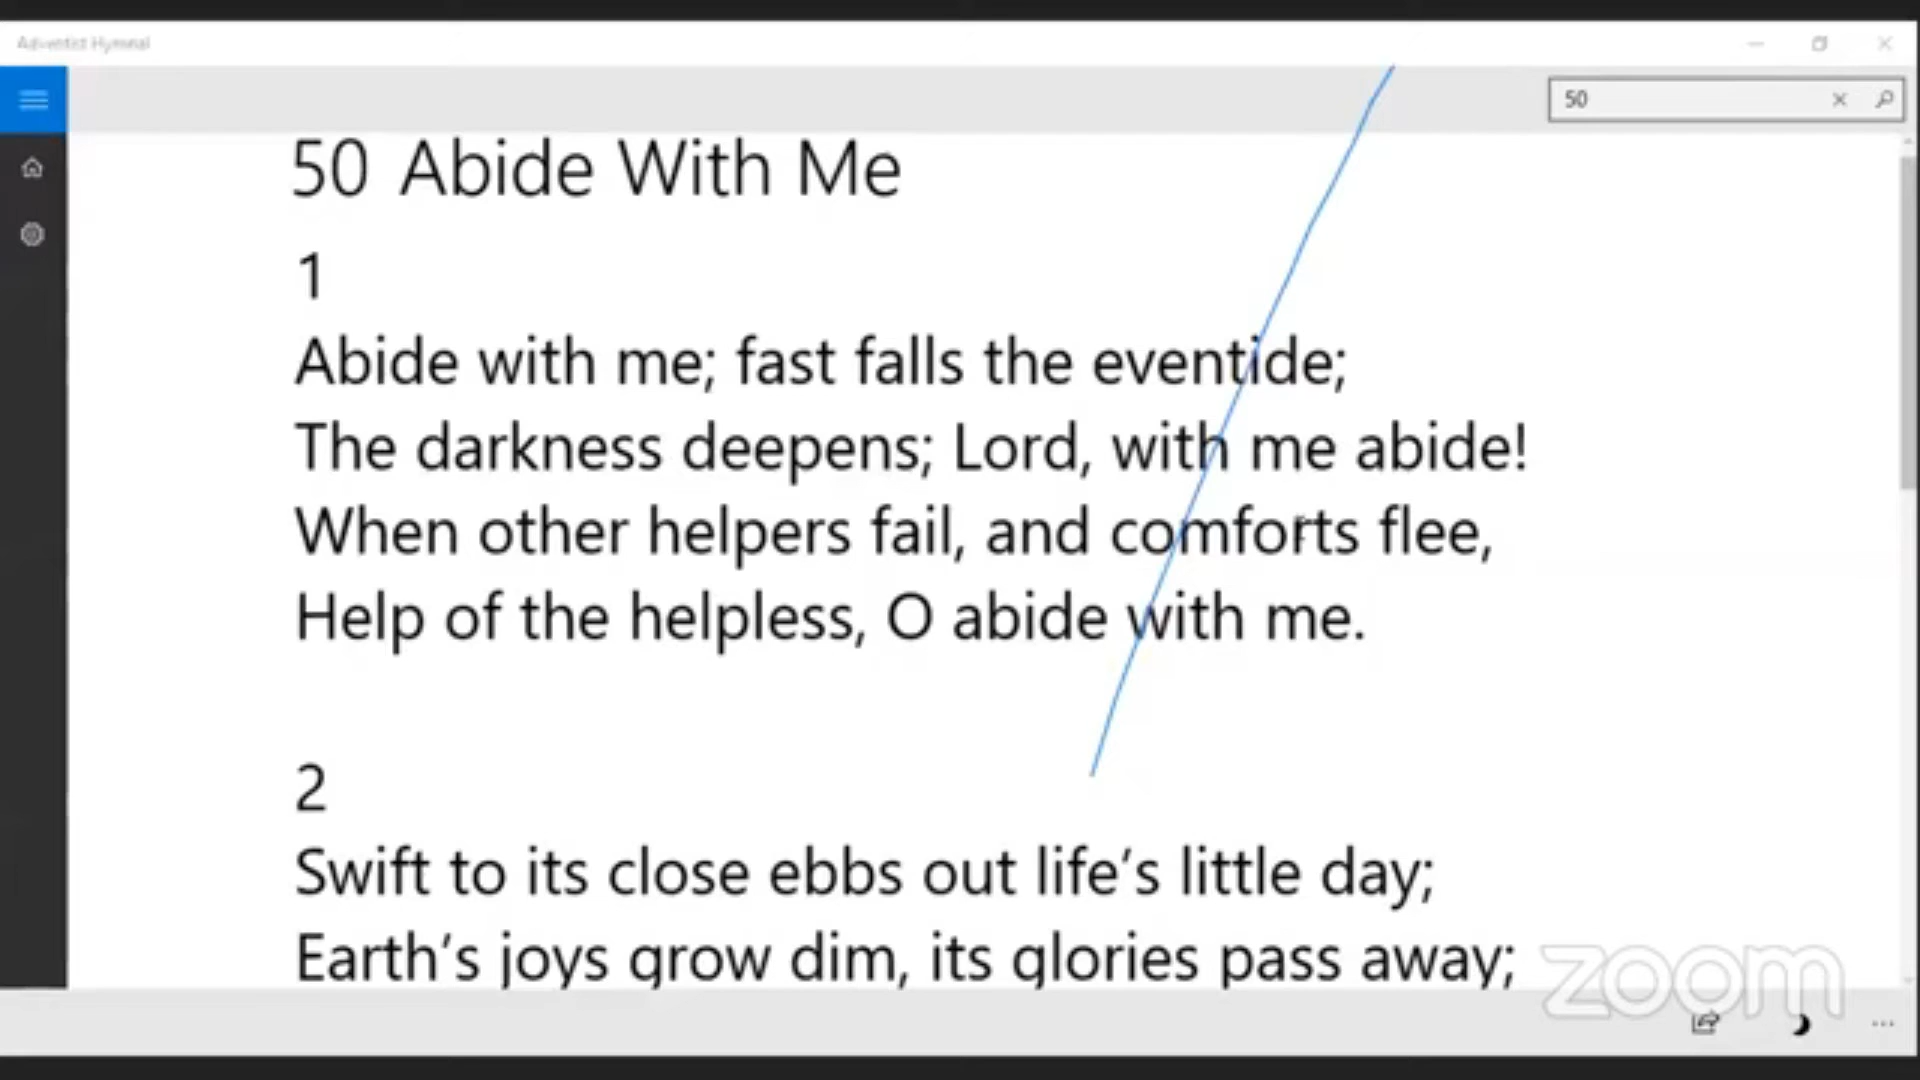 Adventist Hymnal
50
50 Abide With Me
1
Abide with me; fast falls the eventide;
The darkness deepens; Lord, with me abide!
When other helpers fail, and comforts flee,
Help of the helpless, O abide with me.
2
Swift to its close ebbs out life’s little day;
Earth’s joys grow dim, its glories pass away;
zoom